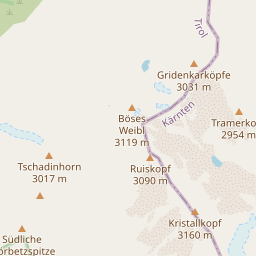 Tirol
Gridenkarköpfe
3031 m
Kärnten
Böses
Weibl
3119 m
Tramerko
2954 m
Tschadinhorn
3017 m
Ruiskopf
3090 m
Kristallkopf
3160 m
Südliche
rbetzspitze